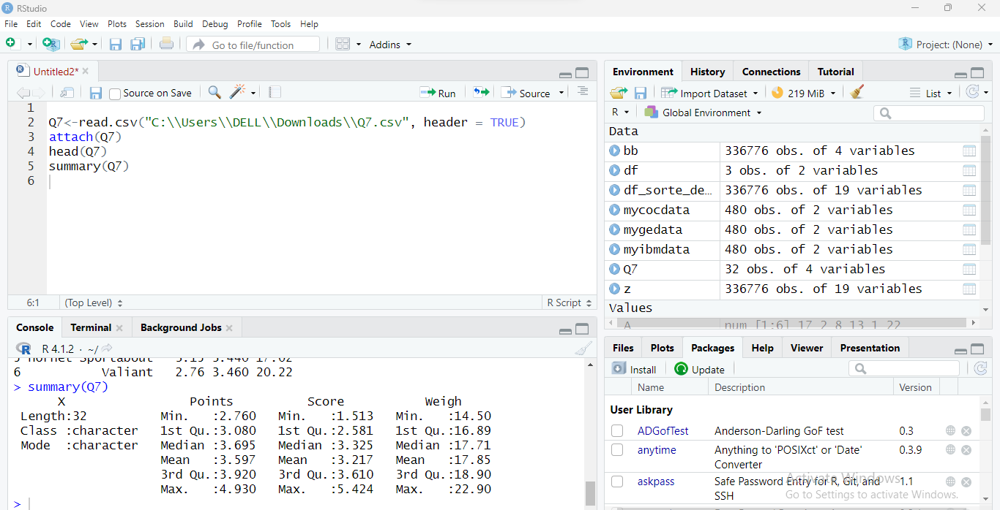 RStudio
File Edit Code View Plots Session Build Debug Profile Tools Help
Go to file/function Addins Project: (None)
Untitled2*
Source on Save Run Source
1
2 Q7<-read.csv("C:\\Users\\DELL\\Downloads\\Q7.csv", header = TRUE)
3 attach(Q7)
4 head(Q7)
5 summary(Q7)
6
6:1 (Top Level) R Script
Console Terminal Background Jobs
R 4.1.2 · ~/
5 Hornet Sportabout 3.15 3.440 17.02
6 Valiant 2.76 3.460 20.22
> summary(Q7)
X Points Score Weigh
Length:32 Min. :2.760 Min. :1.513 Min. :14.50
Class :character 1st Qu.:3.080 1st Qu.:2.581 1st Qu.:16.89
Mode :character Median :3.695 Median :3.325 Median :17.71
Mean :3.597 Mean :3.217 Mean :17.85
3rd Qu.:3.920 3rd Qu.:3.610 3rd Qu.:18.90
Max. :4.930 Max. :5.424 Max. :22.90
>
Environment History Connections Tutorial
Import Dataset 219 MiB List
R Global Environment
Data
bb 336776 obs. of 4 variables
df 3 obs. of 2 variables
df_sorte_de… 336776 obs. of 19 variables
mycocdata 480 obs. of 2 variables
mygedata 480 obs. of 2 variables
myibmdata 480 obs. of 2 variables
Q7 32 obs. of 4 variables
z 336776 obs. of 19 variables
Values
A num [1:6] 17 2 8 13 1 22
Files Plots Packages Help Viewer Presentation
Install Update
Name Description Version
User Library
ADGofTest Anderson-Darling GoF test 0.3
anytime Anything to 'POSIXct' or 'Date' 0.3.9
Converter
askpass Safe Password Entry for R, Git, and 1.1
SSH
Activate Windows
Go to Settings to activate Windows.